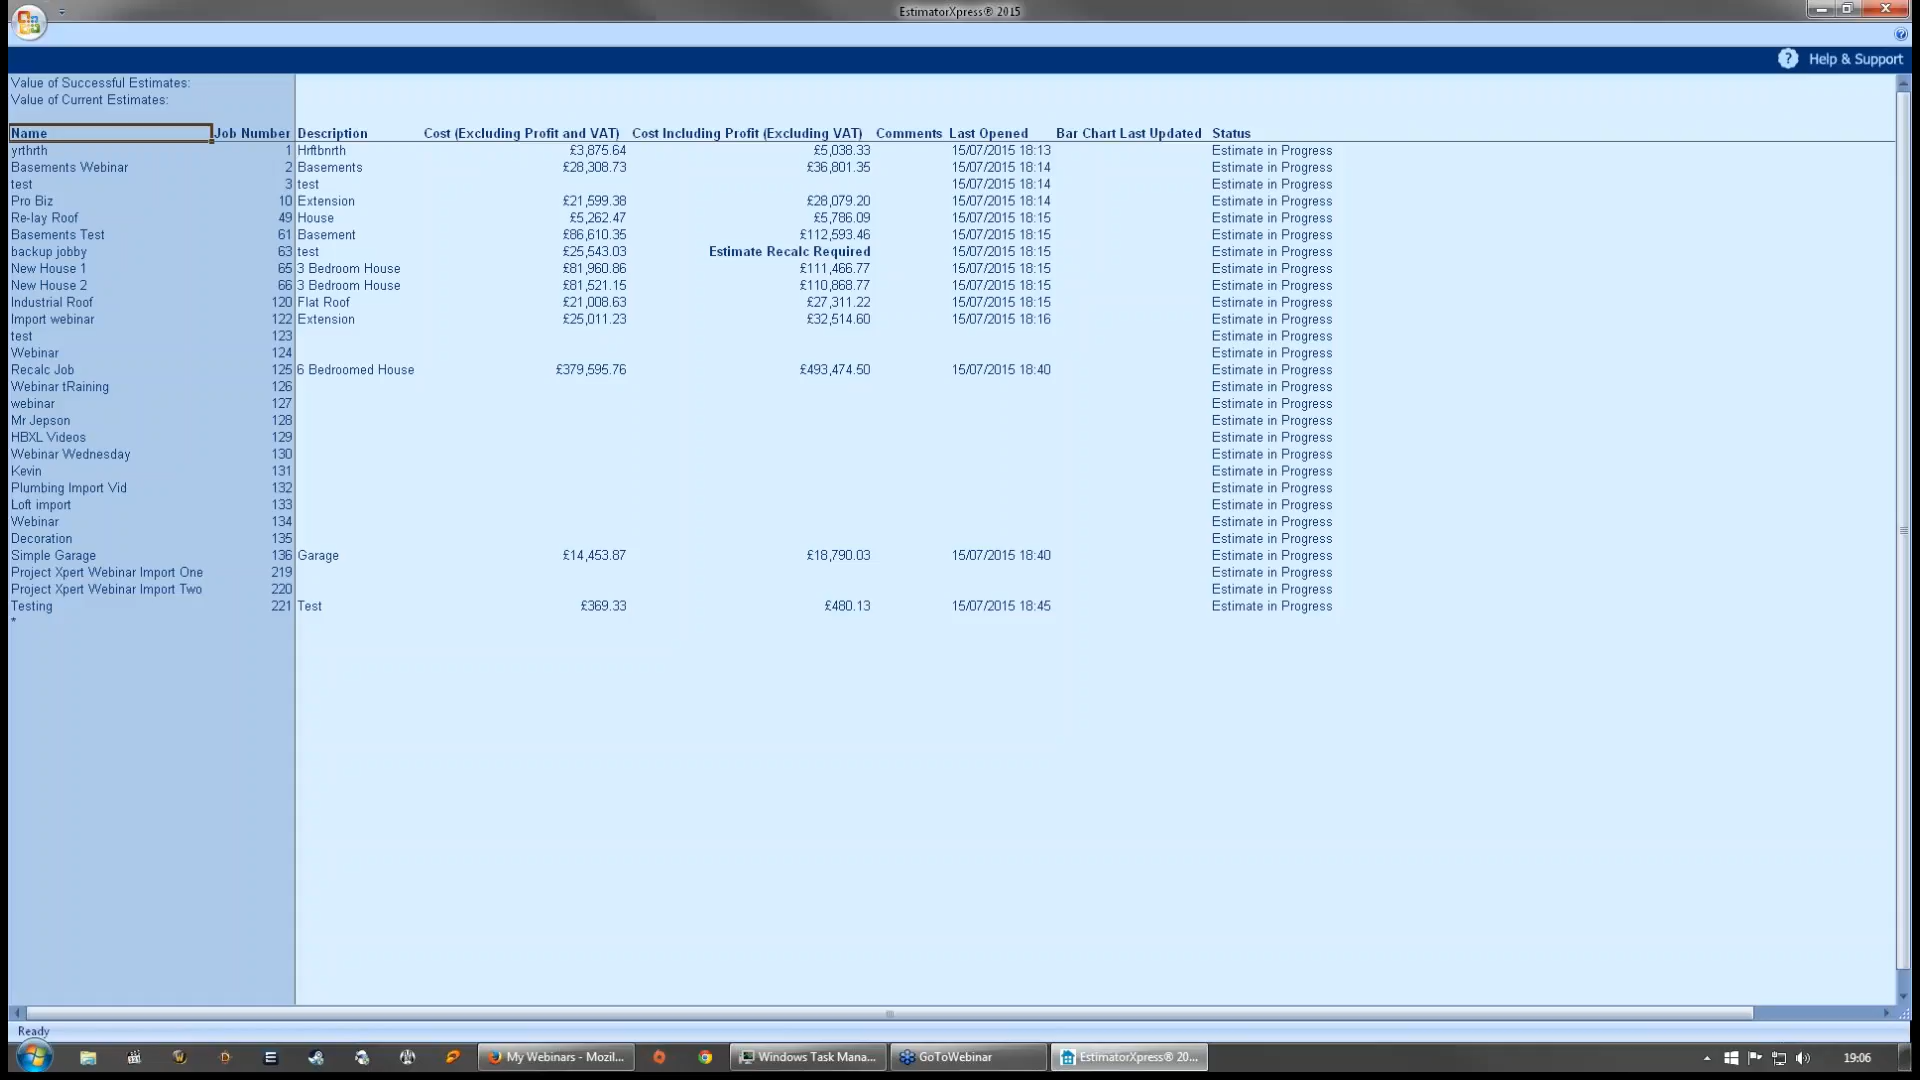 EstimatorXpress® 2015
Help & Support
Value of Successful Estimates:
Value of Current Estimates:
Name Job Number Description Cost (Excluding Profit and VAT) Cost Including Profit (Excluding VAT) Comments Last Opened Bar Chart Last Updated Status
yrthrth 1 Hrftbnrth £3,875.64 £5,038.33 15/07/2015 18:13 Estimate in Progress
Basements Webinar 2 Basements £28,308.73 £36,801.35 15/07/2015 18:14 Estimate in Progress
test 3 test 15/07/2015 18:14 Estimate in Progress
Pro Biz 10 Extension £21,599.38 £28,079.20 15/07/2015 18:14 Estimate in Progress
Re-lay Roof 49 House £5,262.47 £5,786.09 15/07/2015 18:15 Estimate in Progress
Basements Test 61 Basement £86,610.35 £112,593.46 15/07/2015 18:15 Estimate in Progress
backup jobby 63 test £25,543.03 Estimate Recalc Required 15/07/2015 18:15 Estimate in Progress
New House 1 65 3 Bedroom House £81,960.86 £111,466.77 15/07/2015 18:15 Estimate in Progress
New House 2 66 3 Bedroom House £81,521.15 £110,868.77 15/07/2015 18:15 Estimate in Progress
Industrial Roof 120 Flat Roof £21,008.63 £27,311.22 15/07/2015 18:15 Estimate in Progress
Import webinar 122 Extension £25,011.23 £32,514.60 15/07/2015 18:16 Estimate in Progress
test 123 Estimate in Progress
Webinar 124 Estimate in Progress
Recalc Job 125 6 Bedroomed House £379,595.76 £493,474.50 15/07/2015 18:40 Estimate in Progress
Webinar tRaining 126 Estimate in Progress
webinar 127 Estimate in Progress
Mr Jepson 128 Estimate in Progress
HBXL Videos 129 Estimate in Progress
Webinar Wednesday 130 Estimate in Progress
Kevin 131 Estimate in Progress
Plumbing Import Vid 132 Estimate in Progress
Loft import 133 Estimate in Progress
Webinar 134 Estimate in Progress
Decoration 135 Estimate in Progress
Simple Garage 136 Garage £14,453.87 £18,790.03 15/07/2015 18:40 Estimate in Progress
Project Xpert Webinar Import One 219 Estimate in Progress
Project Xpert Webinar Import Two 220 Estimate in Progress
Testing 221 Test £369.33 £480.13 15/07/2015 18:45 Estimate in Progress
*
Ready
My Webinars - Mozil... Windows Task Mana... GoToWebinar EstimatorXpress® 20... 19:06